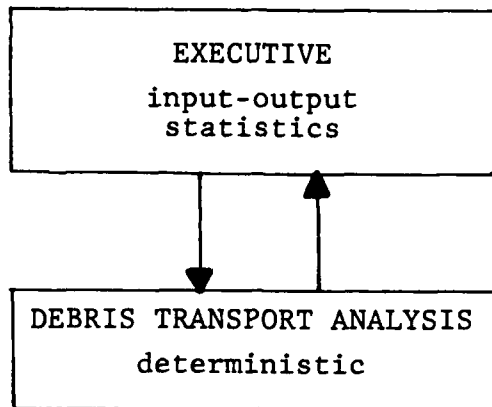 EXECUTIVE
input-output
statistics
DEBRIS TRANSPORT ANALYSIS
deterministic